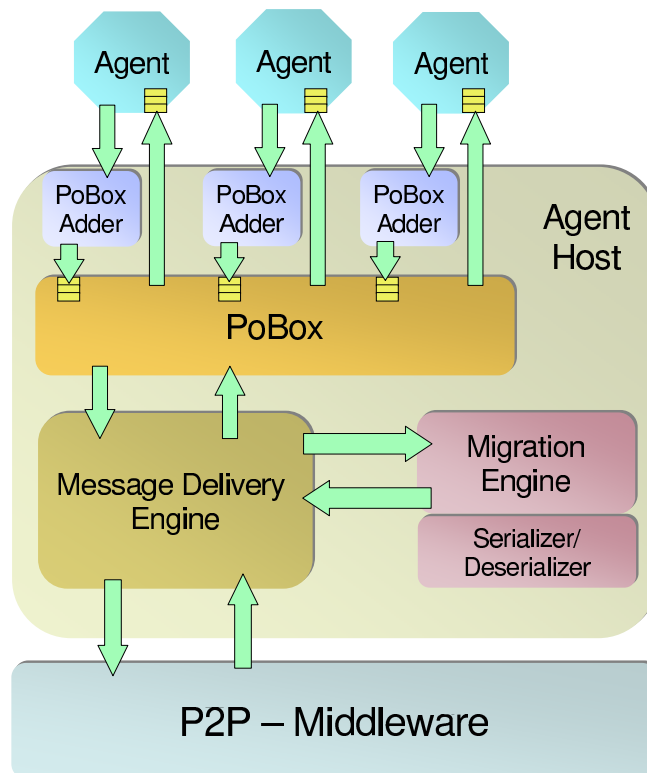 Agent
Agent
Agent
PoBox
Adder
PoBox
Adder
PoBox
Adder
Agent
Host
PoBox
Message Delivery
Engine
Migration
Engine
Serializer/
Deserializer
P2P – Middleware